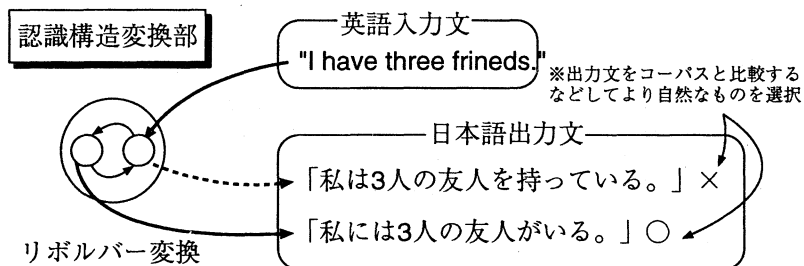 認識構造変換部
英語入力文
"I have three frineds."
※出力文をコーパスと比較する
などしてより自然なものを選択
日本語出力文
「私は3人の友人を持っている。」×
「私には3人の友人がいる。」○
リボルバー変換